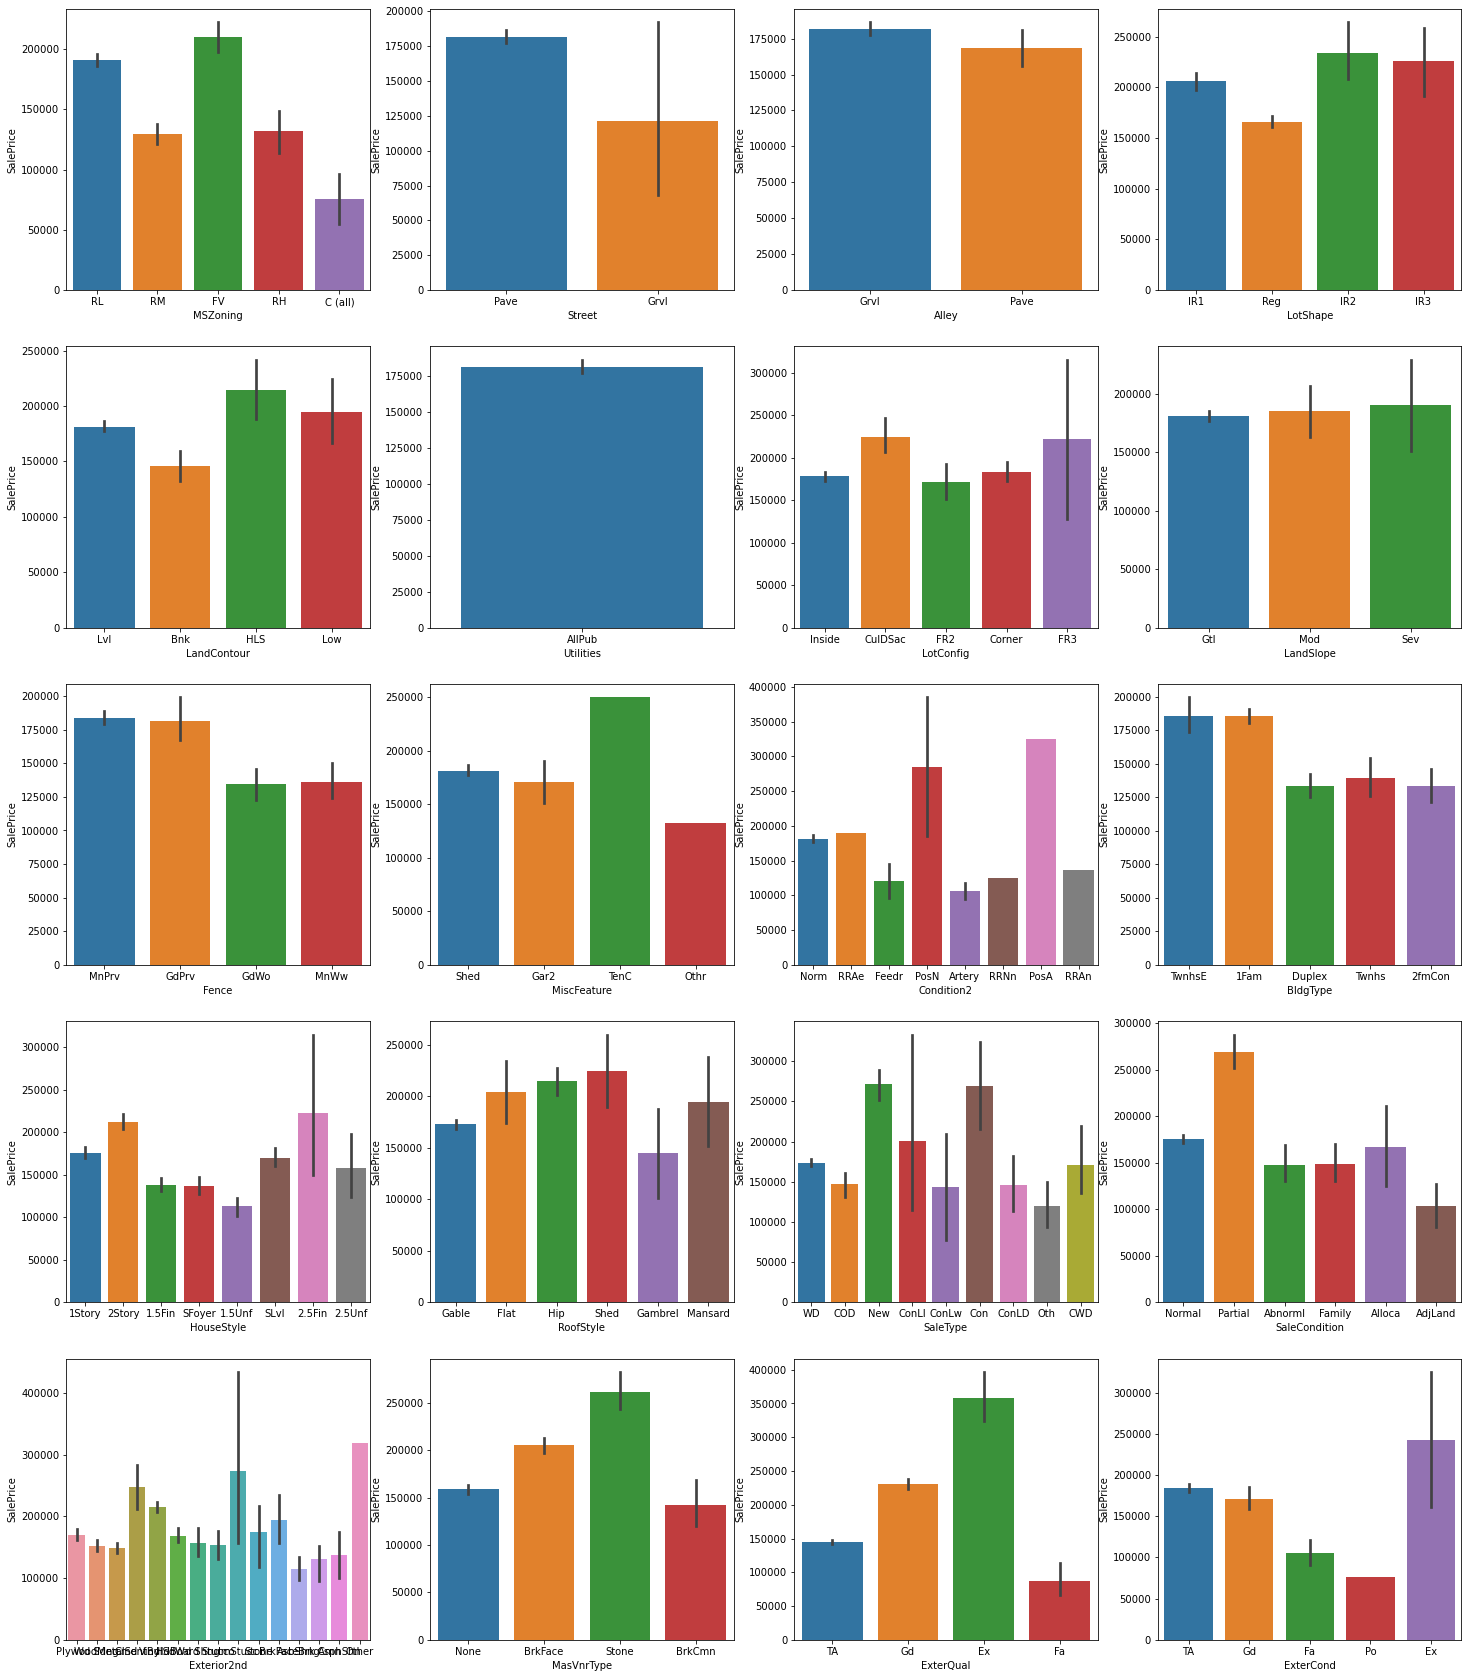 SalePrice
200000
150000
100000
50000
0
RL RM FV RH C (all)
MSZoning
SalePrice
200000
175000
150000
125000
100000
75000
50000
25000
0
Pave Grvl
Street
SalePrice
175000
150000
125000
100000
75000
50000
25000
0
Grvl Pave
Alley
SalePrice
250000
200000
150000
100000
50000
0
IR1 Reg IR2 IR3
LotShape
SalePrice
250000
200000
150000
100000
50000
0
Lvl Bnk HLS Low
LandContour
SalePrice
175000
150000
125000
100000
75000
50000
25000
0
AllPub
Utilities
SalePrice
300000
250000
200000
150000
100000
50000
0
Inside CulDSac FR2 Corner FR3
LotConfig
SalePrice
200000
150000
100000
50000
0
Gtl Mod Sev
LandSlope
SalePrice
200000
175000
150000
125000
100000
75000
50000
25000
0
MnPrv GdPrv GdWo MnWw
Fence
SalePrice
250000
200000
150000
100000
50000
0
Shed Gar2 TenC Othr
MiscFeature
SalePrice
400000
350000
300000
250000
200000
150000
100000
50000
0
Norm RRAe Feedr PosN Artery RRNn PosA RRAn
Condition2
SalePrice
200000
175000
150000
125000
100000
75000
50000
25000
0
TwnhsE 1Fam Duplex Twnhs 2fmCon
BldgType
SalePrice
300000
250000
200000
150000
100000
50000
0
1Story 2Story 1.5Fin SFoyer 1.5Unf SLvl 2.5Fin 2.5Unf
HouseStyle
SalePrice
250000
200000
150000
100000
50000
0
Gable Flat Hip Shed Gambrel Mansard
RoofStyle
SalePrice
300000
250000
200000
150000
100000
50000
0
WD COD New ConLI ConLw Con ConLD Oth CWD
SaleType
SalePrice
300000
250000
200000
150000
100000
50000
0
Normal Partial Abnorml Family Alloca AdjLand
SaleCondition
SalePrice
400000
300000
200000
100000
0
Exterior2nd
SalePrice
250000
200000
150000
100000
50000
0
None BrkFace Stone BrkCmn
MasVnrType
SalePrice
400000
350000
300000
250000
200000
150000
100000
50000
0
TA Gd Ex Fa
ExterQual
SalePrice
300000
250000
200000
150000
100000
50000
0
TA Gd Fa Po Ex
ExterCond